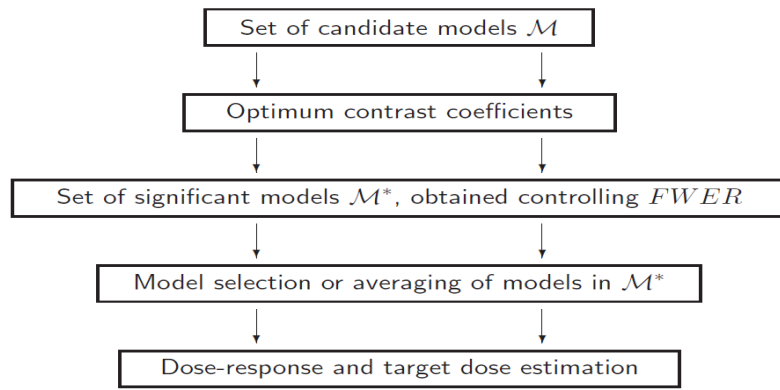 Set of candidate models ℳ
Optimum contrast coefficients
Set of significant models ℳ*, obtained controlling FWER
Model selection or averaging of models in ℳ*
Dose-response and target dose estimation